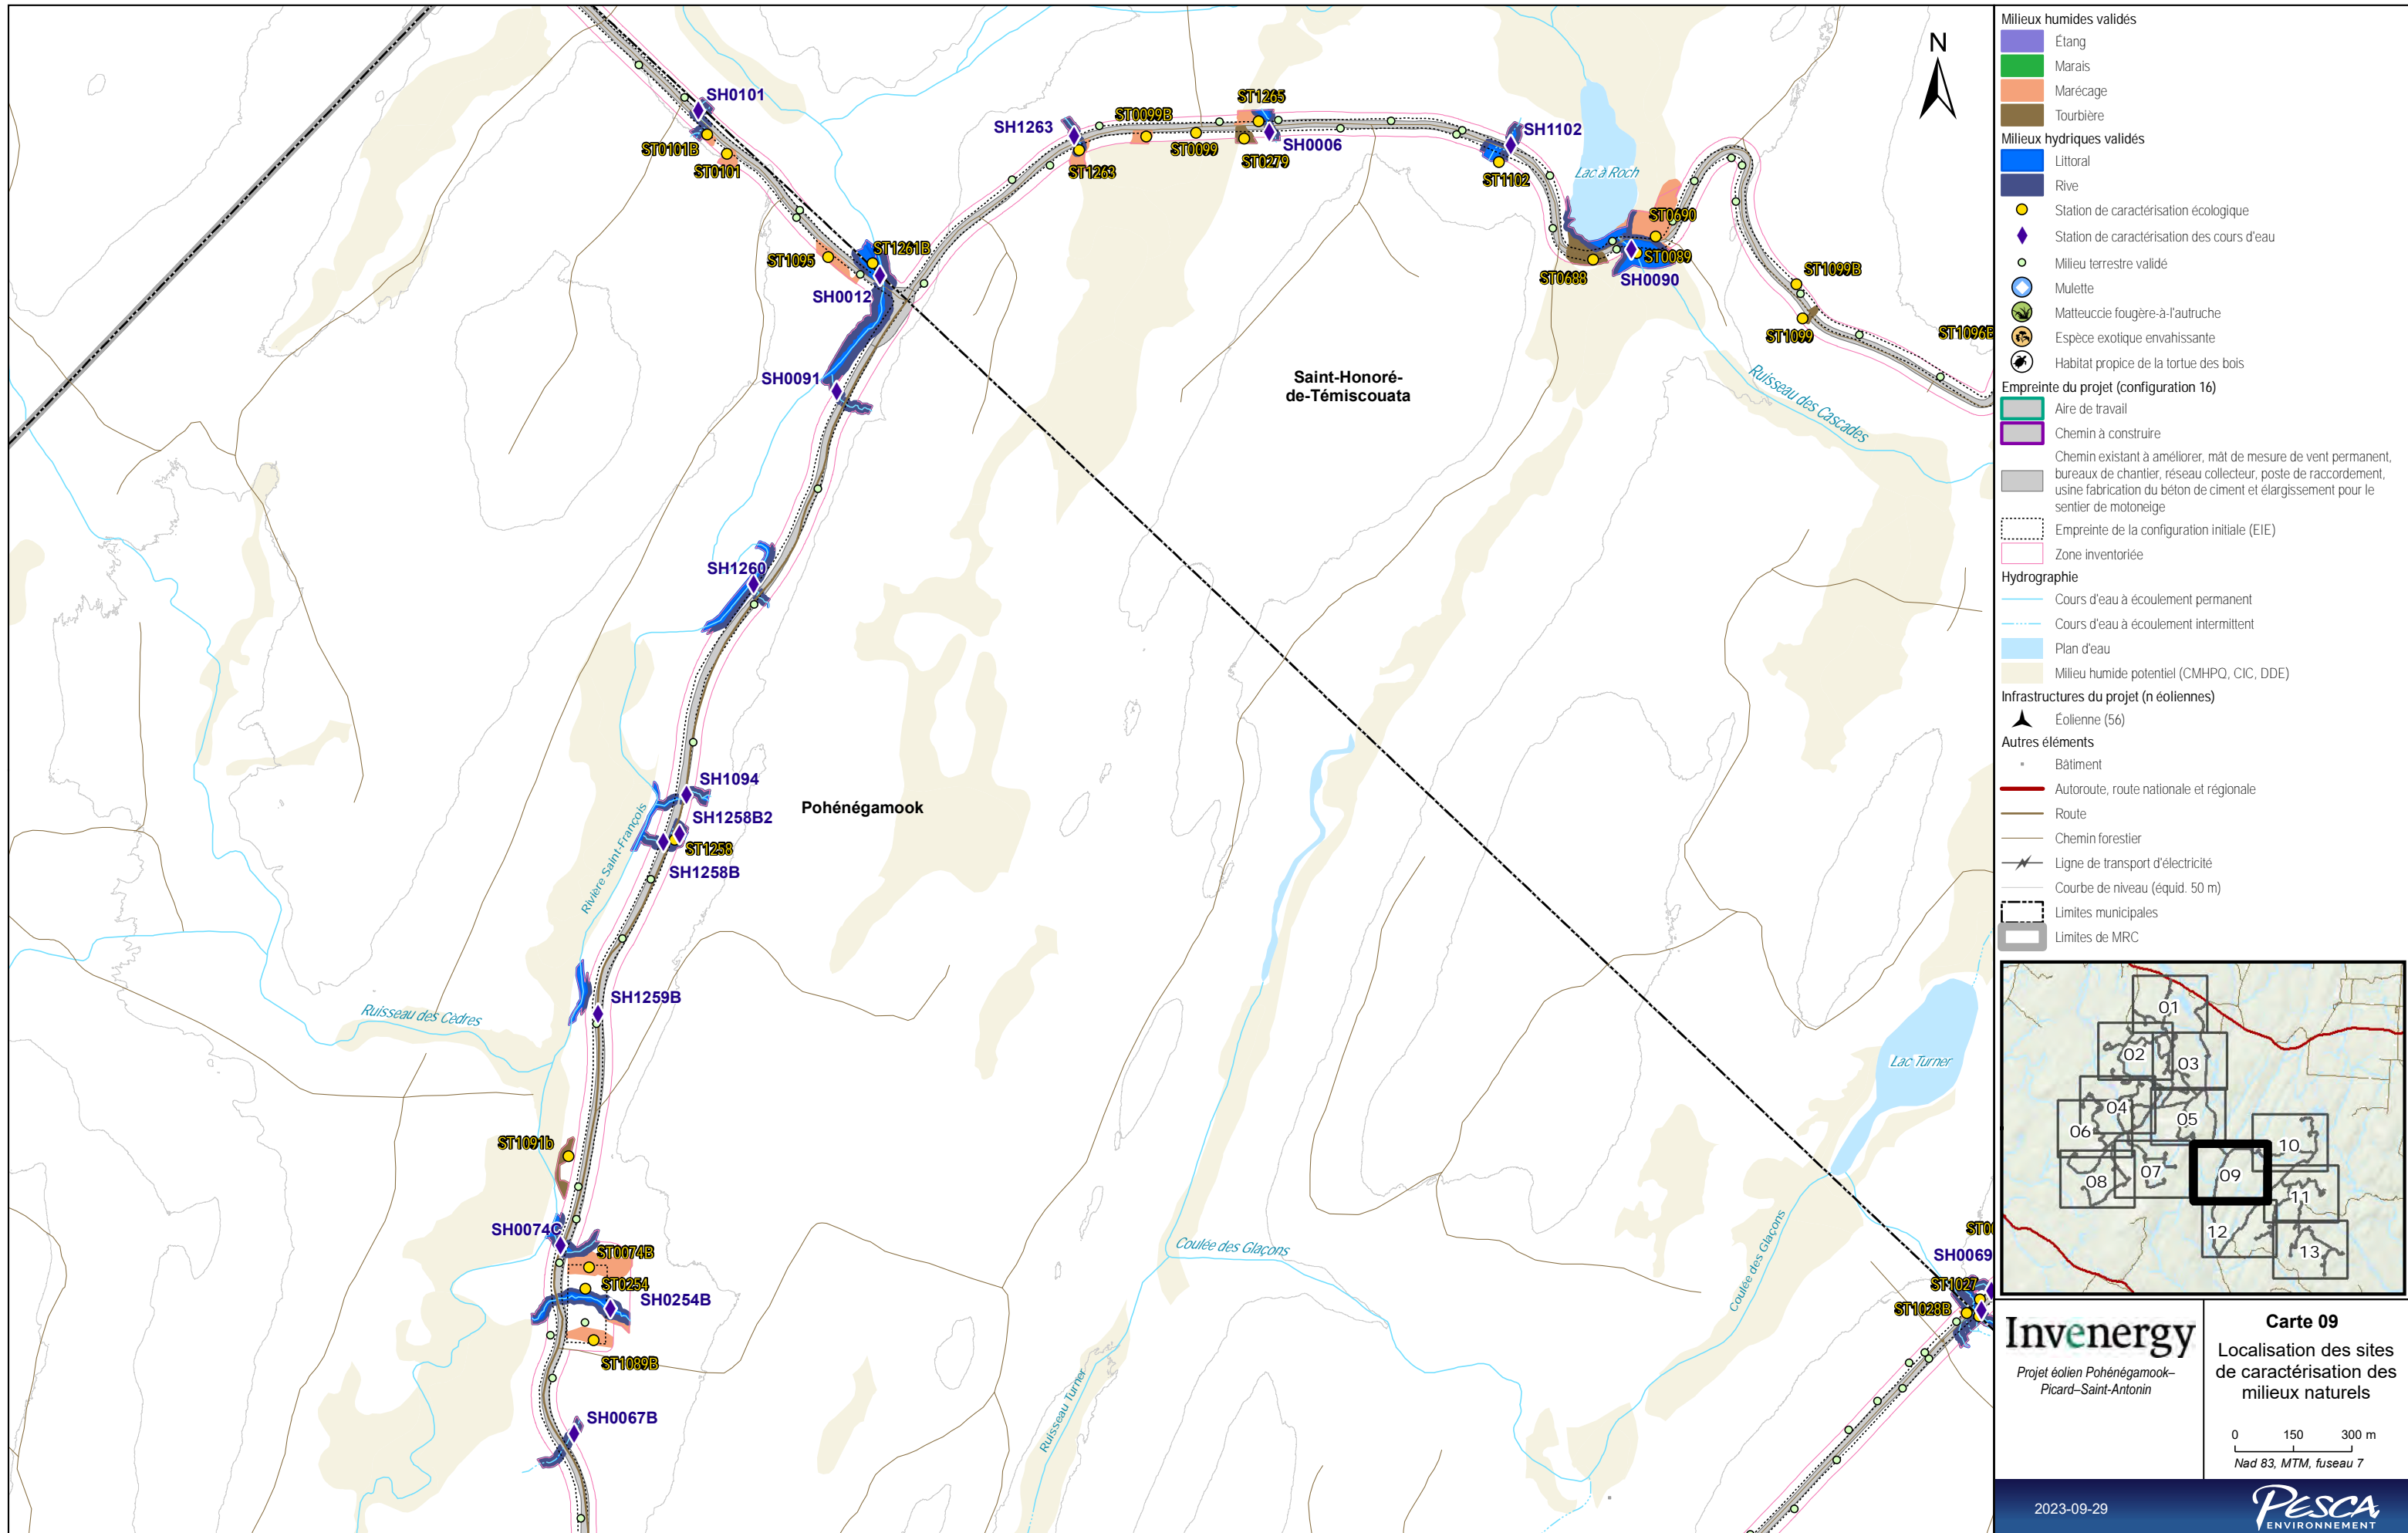 SH0101
ST0101B
ST0101
SH1263
ST1263
ST0099B
ST0099
ST1265
SH0006
ST0279
SH1102
ST1102
Lac à Roch
ST0690
ST0089
ST0688
SH0090
ST1099B
ST1099
ST1096B
ST1095
ST1261B
SH0012
SH0091
Saint-Honoré-
de-Témiscouata
Ruisseau des Cascades
SH1260
SH1094
SH1258B2
ST1258
SH1258B
Pohénégamook
Rivière Saint-François
SH1259B
Ruisseau des Cèdres
Lac Turner
ST1091b
SH0074C
ST0074B
ST0254
SH0254B
ST1089B
SH0067B
Coulée des Glaçons
Coulée des Glaçons
Ruisseau Turner
ST00
SH0069
ST1027
ST1028B
N
Milieux humides validés
Étang
Marais
Marécage
Tourbière
Milieux hydriques validés
Littoral
Rive
Station de caractérisation écologique
Station de caractérisation des cours d'eau
Milieu terrestre validé
Mulette
Matteuccie fougère-à-l'autruche
Espèce exotique envahissante
Habitat propice de la tortue des bois
Empreinte du projet (configuration 16)
Aire de travail
Chemin à construire
Chemin existant à améliorer, mât de mesure de vent permanent,
bureaux de chantier, réseau collecteur, poste de raccordement,
usine fabrication du béton de ciment et élargissement pour le
sentier de motoneige
Empreinte de la configuration initiale (EIE)
Zone inventoriée
Hydrographie
Cours d'eau à écoulement permanent
Cours d'eau à écoulement intermittent
Plan d'eau
Milieu humide potentiel (CMHPQ, CIC, DDE)
Infrastructures du projet (n éoliennes)
Éolienne (56)
Autres éléments
Bâtiment
Autoroute, route nationale et régionale
Route
Chemin forestier
Ligne de transport d'électricité
Courbe de niveau (équid. 50 m)
Limites municipales
Limites de MRC
01
02
03
04
05
06
07
08
09
10
11
12
13
Invenergy
Projet éolien Pohénégamook–
Picard–Saint-Antonin
Carte 09
Localisation des sites
de caractérisation des
milieux naturels
0 150 300 m
Nad 83, MTM, fuseau 7
2023-09-29
PESCA
ENVIRONNEMENT